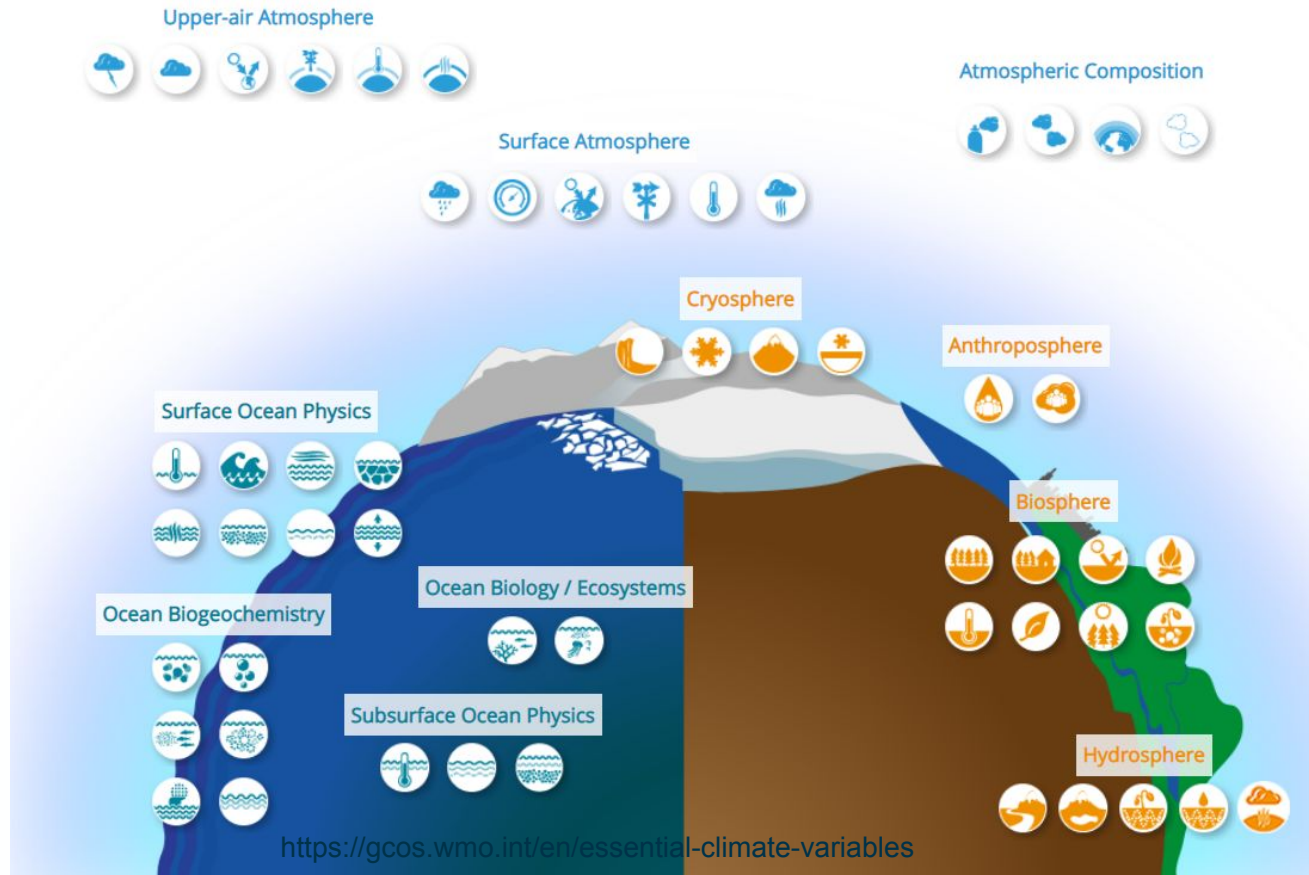 Upper-air Atmosphere
Atmospheric Composition
Surface Atmosphere
Cryosphere
Anthroposphere
Surface Ocean Physics
Biosphere
Ocean Biology / Ecosystems
Ocean Biogeochemistry
Subsurface Ocean Physics
Hydrosphere
https://gcos.wmo.int/en/essential-climate-variables